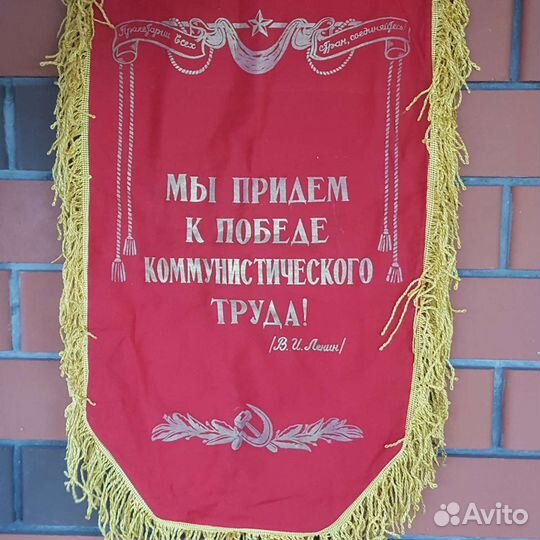 Пролетарии всех стран, соединяйтесь!
МЫ ПРИДЕМ
К ПОБЕДЕ
КОММУНИСТИЧЕСКОГО
ТРУДА!
/В. И. Ленин/
Avito